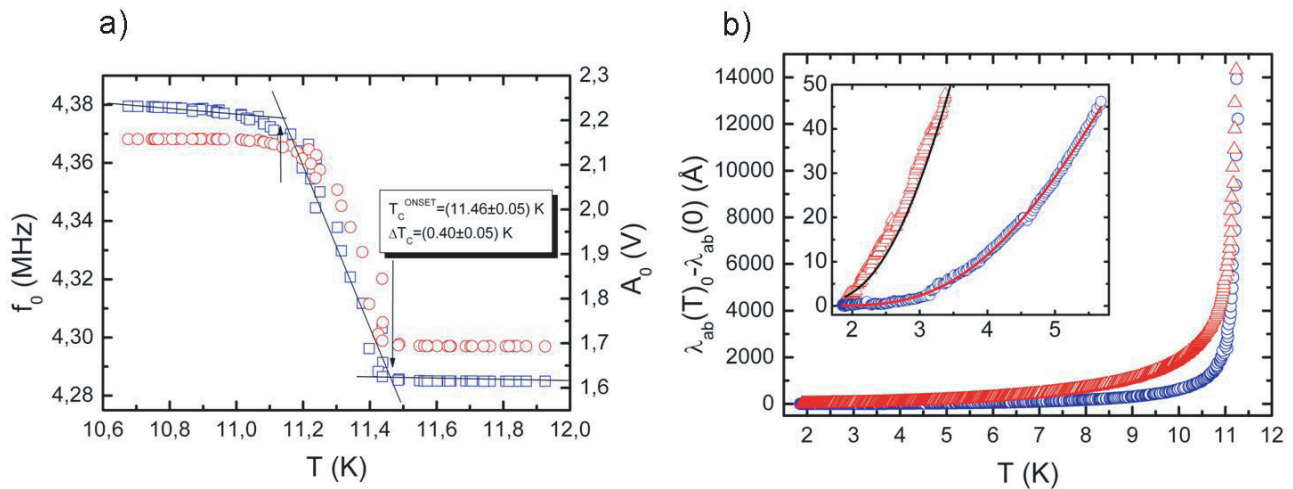 a)
f₀ (MHz)
4,38
4,36
4,34
4,32
4,30
4,28
10,6 10,8 11,0 11,2 11,4 11,6 11,8 12,0
T (K)
2,3
2,2
2,1
2,0
1,9
1,8
1,7
1,6
A₀ (V)
T_C^ONSET=(11.46±0.05) K
ΔT_C=(0.40±0.05) K
b)
λ_ab(T)₀-λ_ab(0) (Å)
14000
12000
10000
8000
6000
4000
2000
0
2 3 4 5 6 7 8 9 10 11 12
T (K)
50
40
30
20
10
0
2 3 4 5